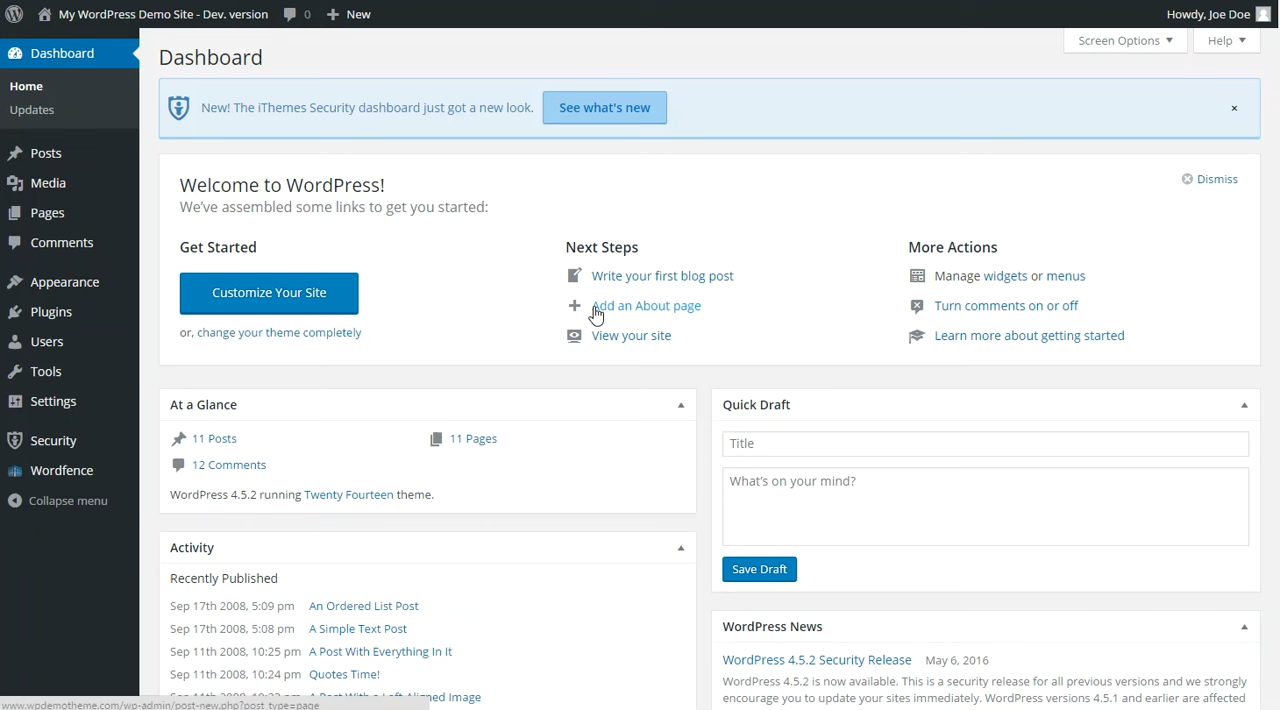 My WordPress Demo Site - Dev. version 0 New Howdy, Joe Doe
Dashboard
Home
Updates
Posts
Media
Pages
Comments
Appearance
Plugins
Users
Tools
Settings
Security
Wordfence
Collapse menu
Screen Options Help
Dashboard
New! The iThemes Security dashboard just got a new look. See what's new
Welcome to WordPress!
We've assembled some links to get you started:
Dismiss
Get Started
Customize Your Site
or, change your theme completely
Next Steps
Write your first blog post
Add an About page
View your site
More Actions
Manage widgets or menus
Turn comments on or off
Learn more about getting started
At a Glance
11 Posts 11 Pages
12 Comments
WordPress 4.5.2 running Twenty Fourteen theme.
Activity
Recently Published
Sep 17th 2008, 5:09 pm An Ordered List Post
Sep 17th 2008, 5:08 pm A Simple Text Post
Sep 11th 2008, 10:25 pm A Post With Everything In It
Sep 11th 2008, 10:24 pm Quotes Time!
Sep 11th 2008, 10:23 pm A Post With a Left-Aligned Image
Quick Draft
Title
What's on your mind?
Save Draft
WordPress News
WordPress 4.5.2 Security Release May 6, 2016
WordPress 4.5.2 is now available. This is a security release for all previous versions and we strongly
encourage you to update your sites immediately. WordPress versions 4.5.1 and earlier are affected
www.wpdemotheme.com/wp-admin/post-new.php?post_type=page